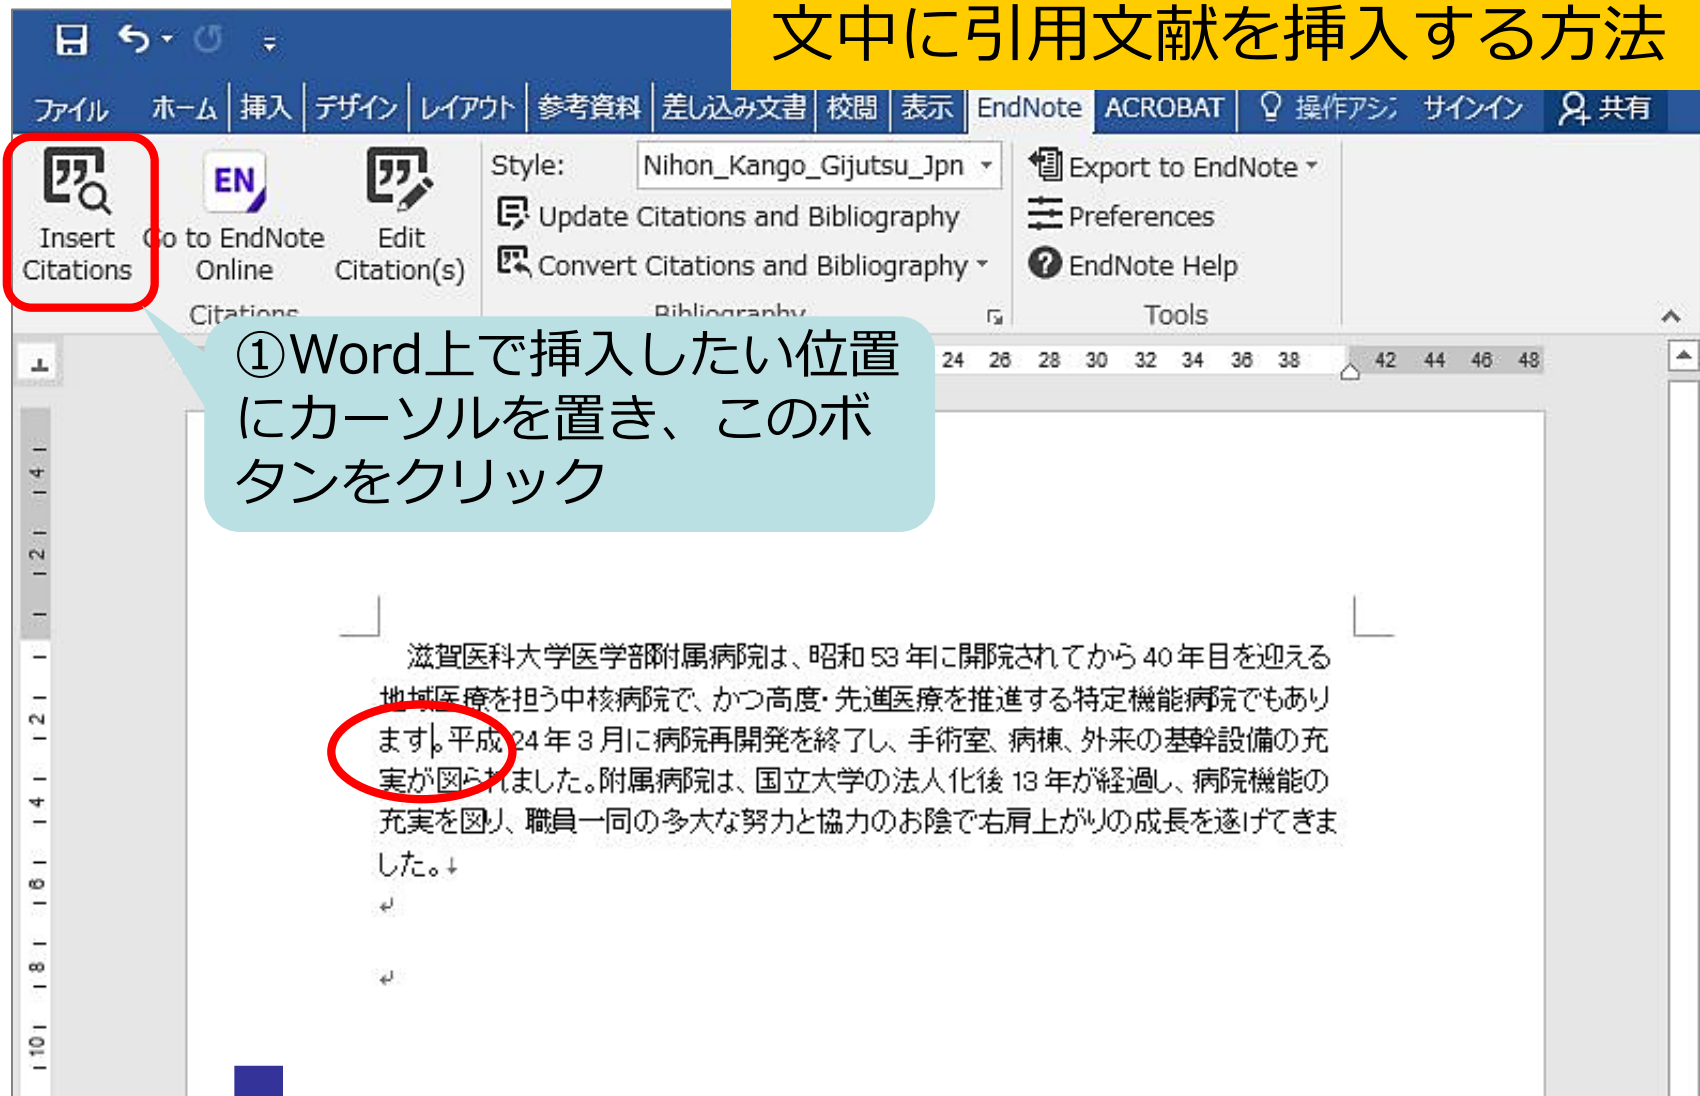 文中に引用文献を挿入する方法
ファイル ホーム 挿入 デザイン レイアウト 参考資料 差し込み文書 校閲 表示 EndNote ACROBAT 操作アシ サインイン 共有
Insert Citations
EN
Go to EndNote Online
Edit Citation(s)
Citations
Style: Nihon_Kango_Gijutsu_Jpn
Update Citations and Bibliography
Convert Citations and Bibliography
Bibliography
Export to EndNote
Preferences
EndNote Help
Tools
①Word上で挿入したい位置
にカーソルを置き、このボ
タンをクリック
24 26 28 30 32 34 36 38 42 44 46 48
4
2
2
4
6
8
10
滋賀医科大学医学部附属病院は、昭和 53 年に開院されてから 40 年目を迎える
地域医療を担う中核病院で、かつ高度・先進医療を推進する特定機能病院でもあり
ます。平成 24 年 3 月に病院再開発を終了し、手術室、病棟、外来の基幹設備の充
実が図られました。附属病院は、国立大学の法人化後 13 年が経過し、病院機能の
充実を図り、職員一同の多大な努力と協力のお陰で右肩上がりの成長を遂げてきま
した。↓